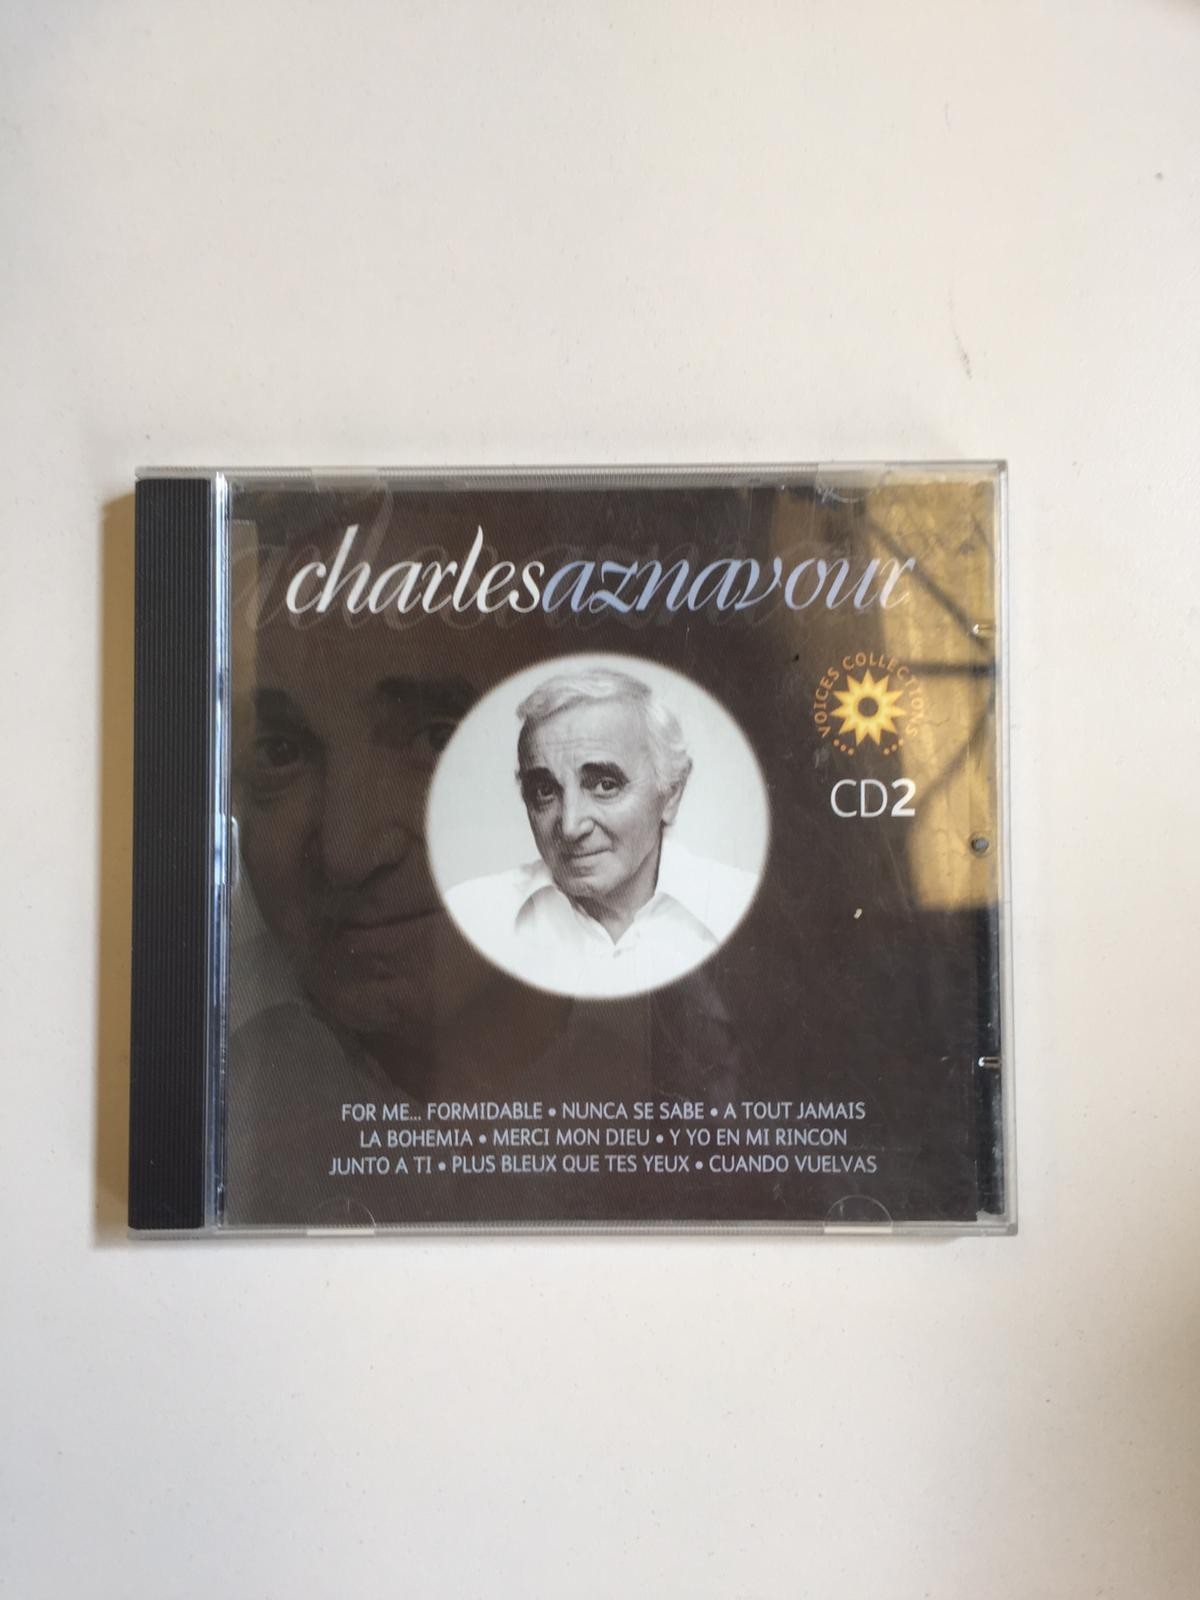 charlesaznavour
VOICES COLLECTIONS
CD2
FOR ME... FORMIDABLE • NUNCA SE SABE • A TOUT JAMAIS
LA BOHEMIA • MERCI MON DIEU • Y YO EN MI RINCON
JUNTO A TI • PLUS BLEUX QUE TES YEUX • CUANDO VUELVAS